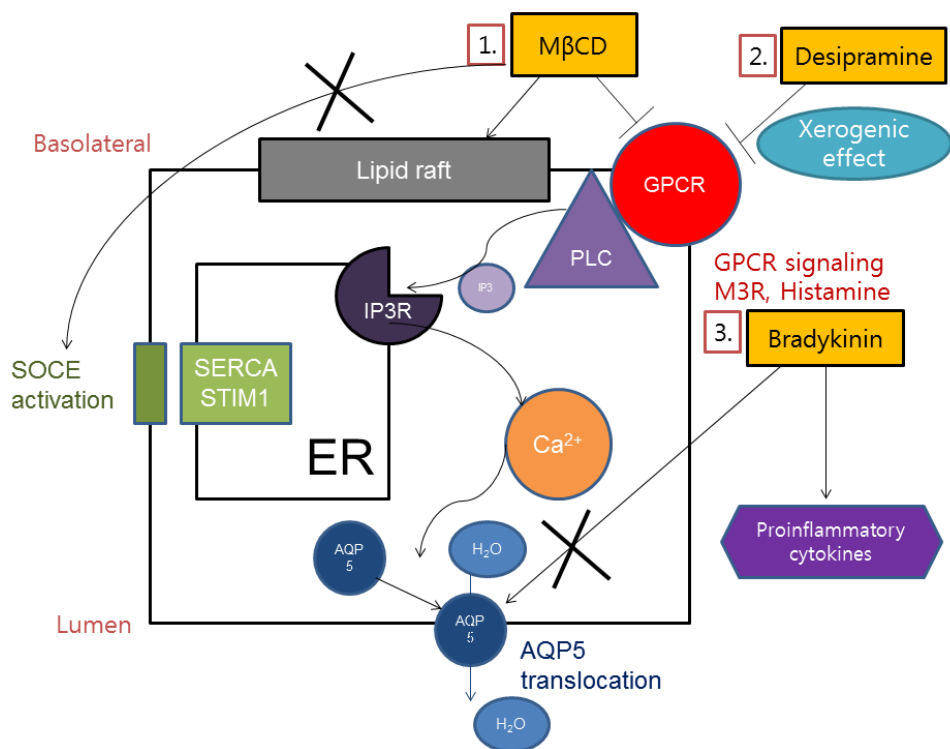 1.
MβCD
2.
Desipramine
Xerogenic
effect
Basolateral
Lipid raft
GPCR
PLC
IP3
IP3R
GPCR signaling
M3R, Histamine
3.
Bradykinin
SOCE
activation
SERCA
STIM1
ER
Ca²⁺
Proinflammatory
cytokines
AQP
5
H₂O
Lumen
AQP
5
AQP5
translocation
H₂O